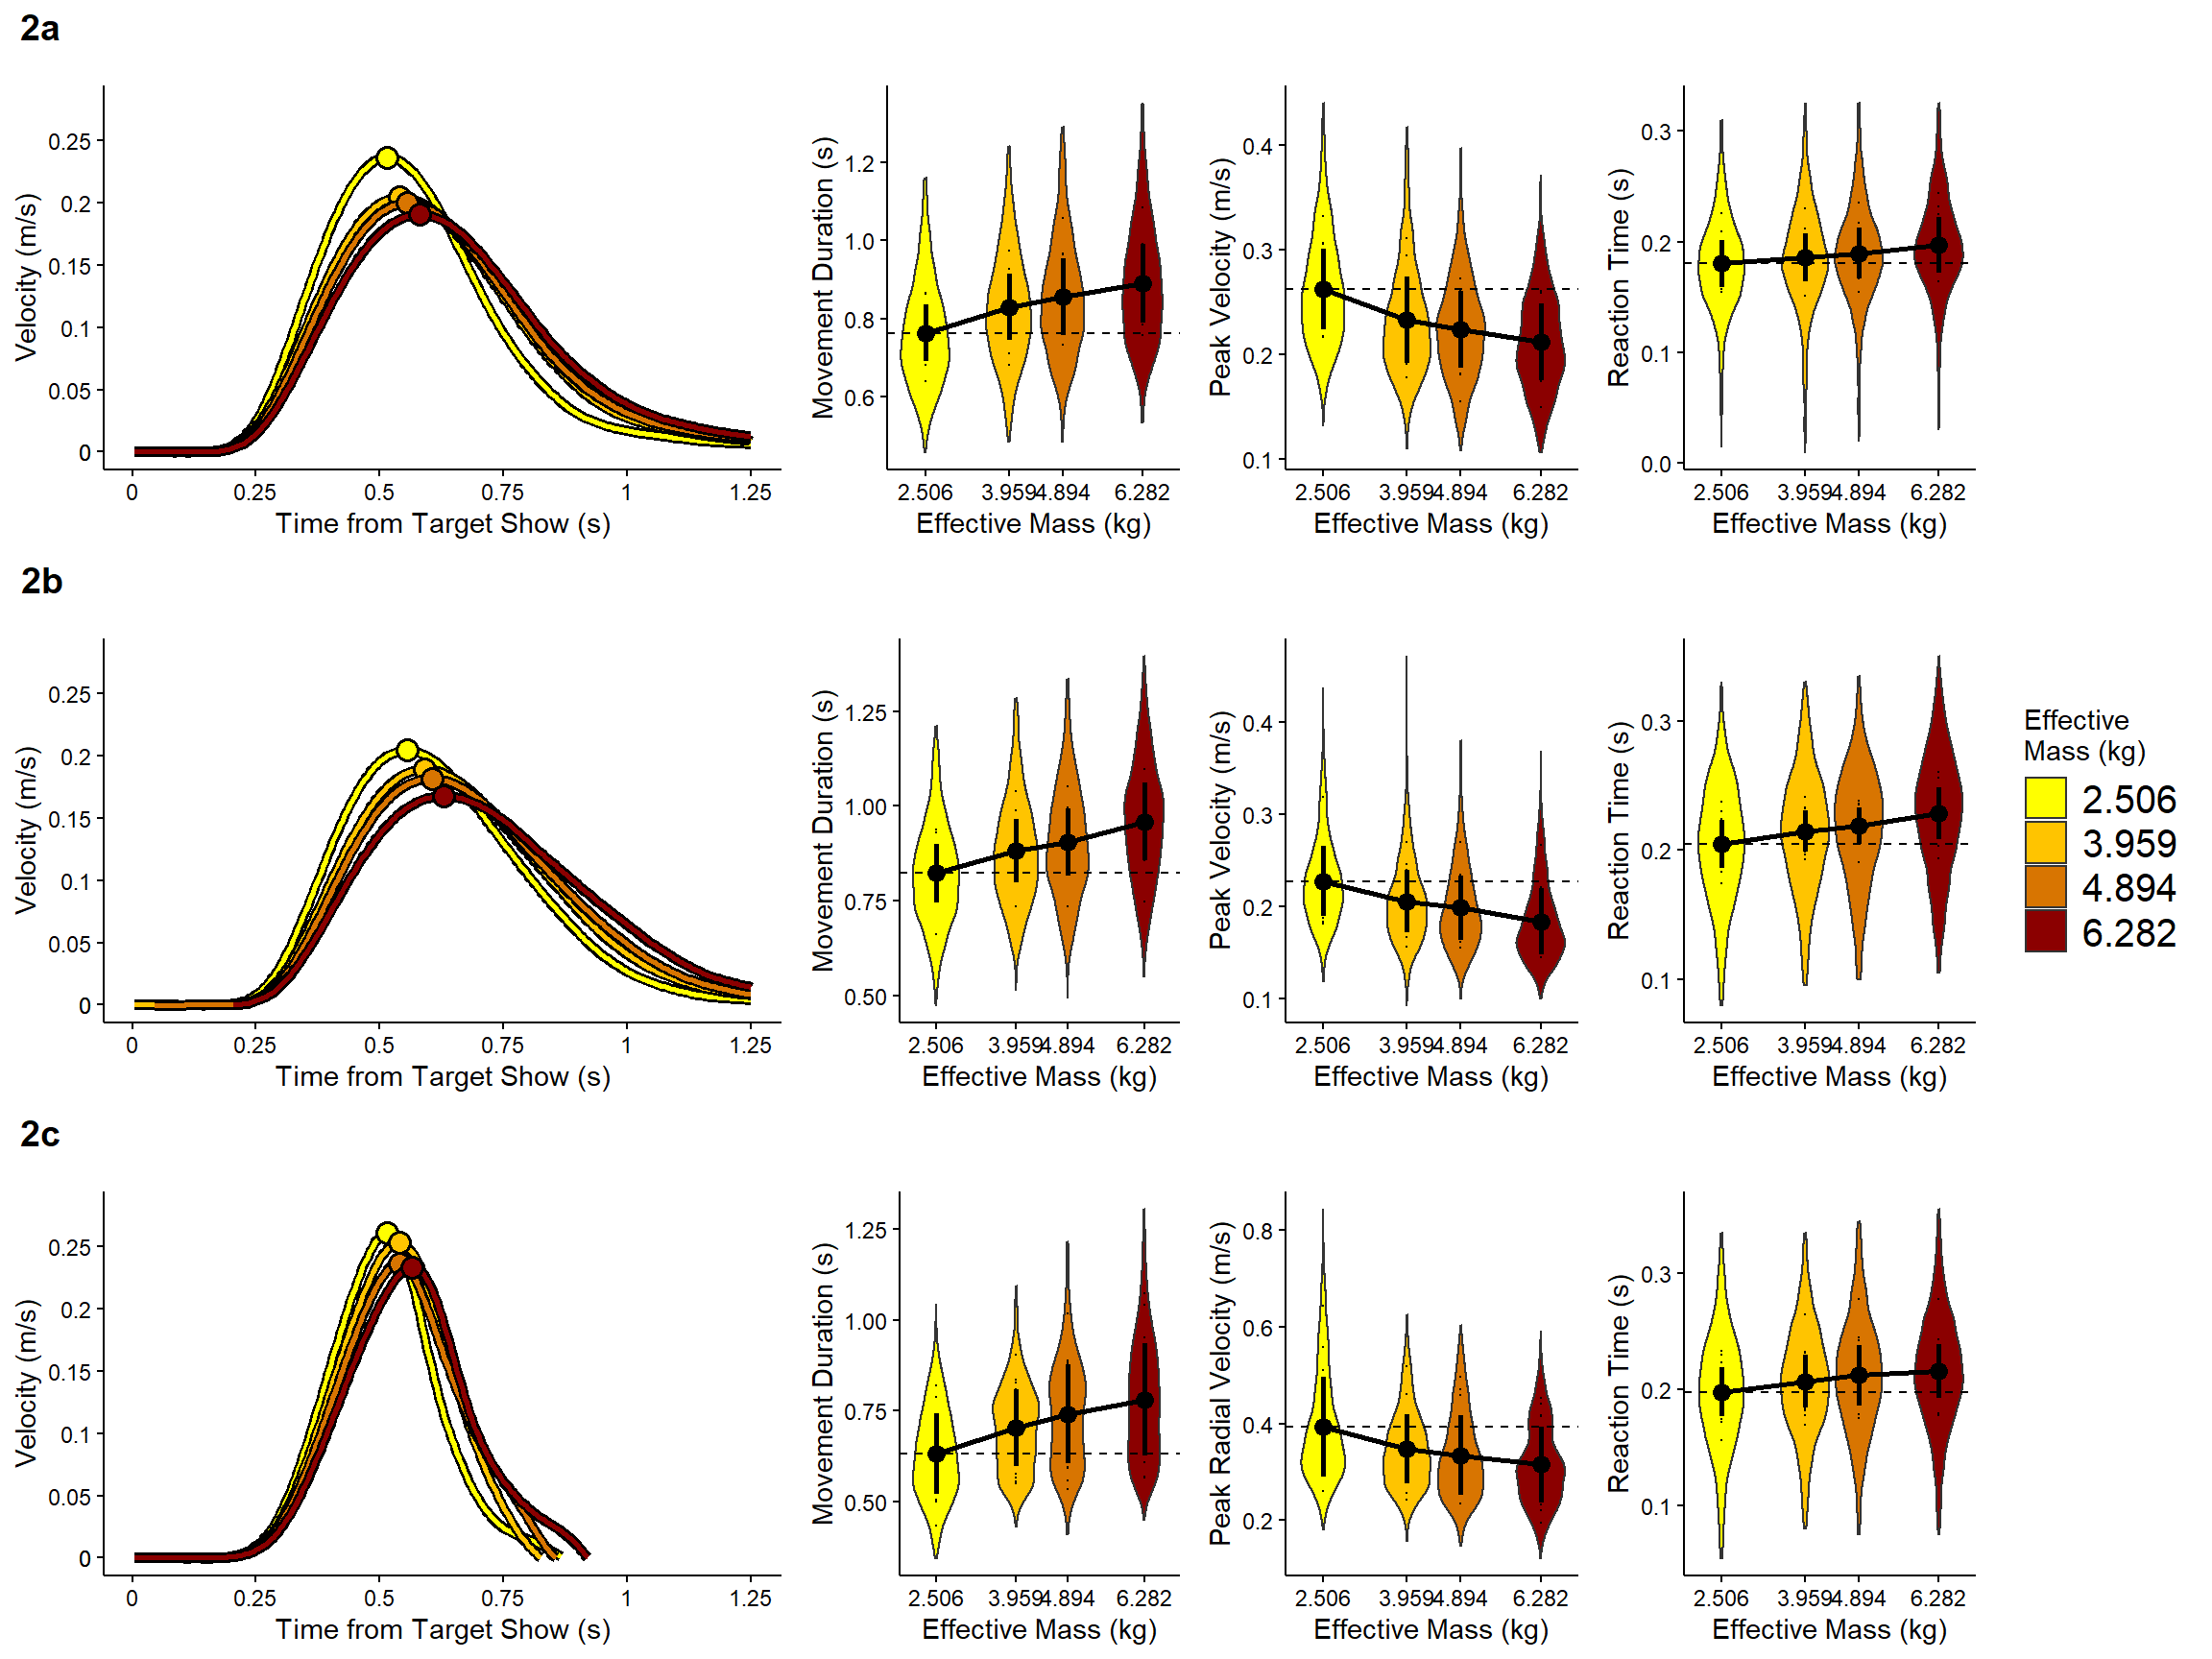 2a
Velocity (m/s)
0.25
0.2
0.15
0.1
0.05
0
0 0.25 0.5 0.75 1 1.25
Time from Target Show (s)
Movement Duration (s)
1.2
1.0
0.8
0.6
2.506 3.959 4.894 6.282
Effective Mass (kg)
Peak Velocity (m/s)
0.4
0.3
0.2
0.1
2.506 3.959 4.894 6.282
Effective Mass (kg)
Reaction Time (s)
0.3
0.2
0.1
0.0
2.506 3.959 4.894 6.282
Effective Mass (kg)
2b
Velocity (m/s)
0.25
0.2
0.15
0.1
0.05
0
0 0.25 0.5 0.75 1 1.25
Time from Target Show (s)
Movement Duration (s)
1.25
1.00
0.75
0.50
2.506 3.959 4.894 6.282
Effective Mass (kg)
Peak Velocity (m/s)
0.4
0.3
0.2
0.1
2.506 3.959 4.894 6.282
Effective Mass (kg)
Reaction Time (s)
0.3
0.2
0.1
2.506 3.959 4.894 6.282
Effective Mass (kg)
Effective
Mass (kg)
2.506
3.959
4.894
6.282
2c
Velocity (m/s)
0.25
0.2
0.15
0.1
0.05
0
0 0.25 0.5 0.75 1 1.25
Time from Target Show (s)
Movement Duration (s)
1.25
1.00
0.75
0.50
2.506 3.959 4.894 6.282
Effective Mass (kg)
Peak Radial Velocity (m/s)
0.8
0.6
0.4
0.2
2.506 3.959 4.894 6.282
Effective Mass (kg)
Reaction Time (s)
0.3
0.2
0.1
2.506 3.959 4.894 6.282
Effective Mass (kg)